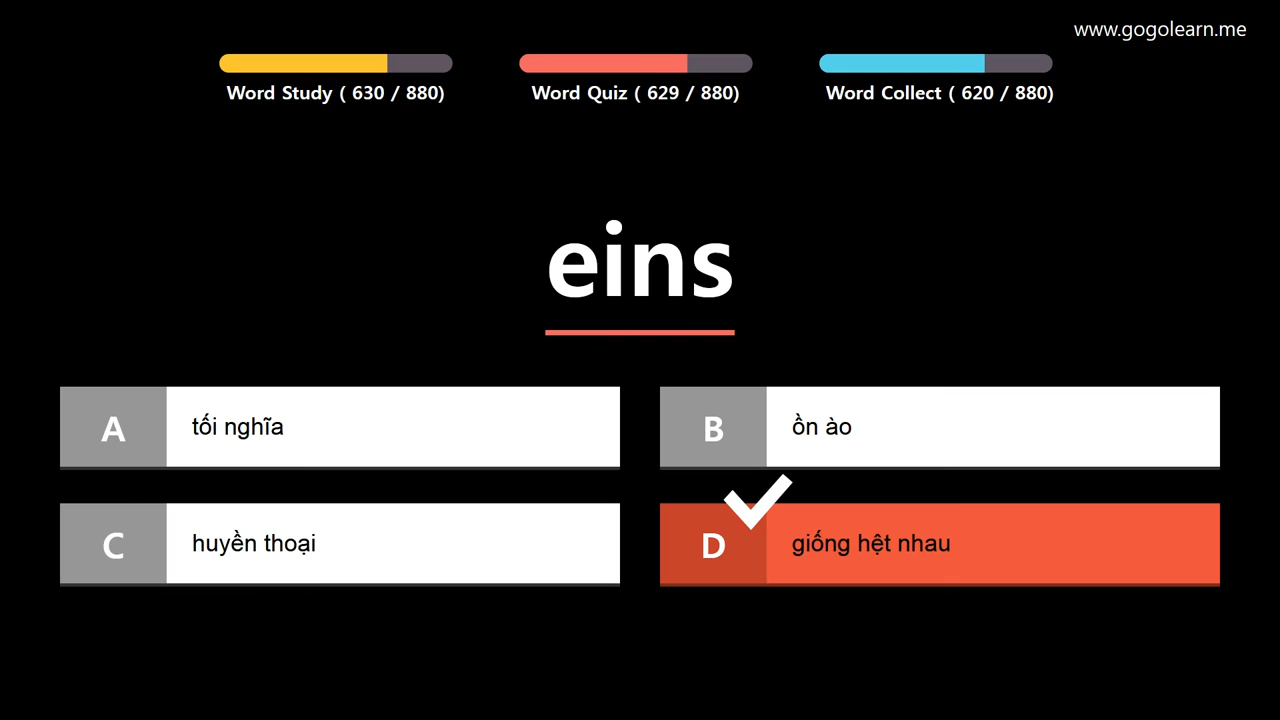 www.gogolearn.me
Word Study ( 630 / 880)
Word Quiz ( 629 / 880)
Word Collect ( 620 / 880)
eins
A
tối nghĩa
B
ồn ào
C
huyền thoại
D
giống hệt nhau